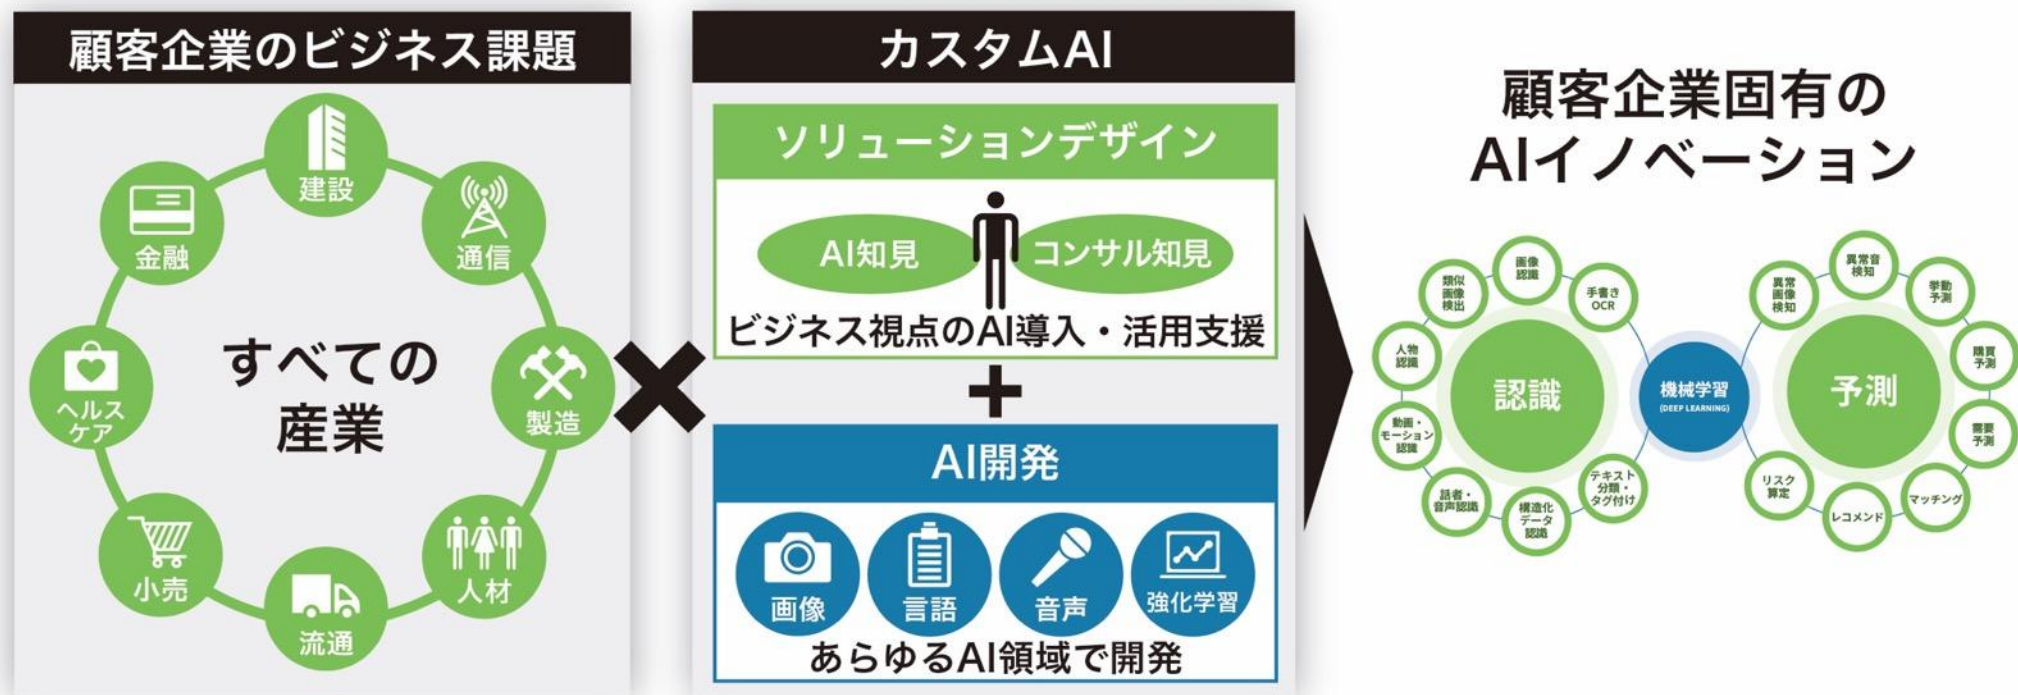 顧客企業のビジネス課題
建設
通信
製造
人材
流通
小売
ヘルス
ケア
金融
すべての
産業
カスタムAI
ソリューションデザイン
AI知見
コンサル知見
ビジネス視点のAI導入・活用支援
AI開発
画像
言語
音声
強化学習
あらゆるAI領域で開発
顧客企業固有の
AIイノベーション
認識
画像
認識
手書き
OCR
テキスト
分類・
タグ付け
構造化
データ
認識
話者・
音声認識
動画・
モーション
認識
人物
認識
類似
画像
検出
機械学習
(DEEP LEARNING)
予測
異常
画像
検知
異常音
検知
挙動
予測
購買
予測
需要
予測
マッチング
レコメンド
リスク
算定